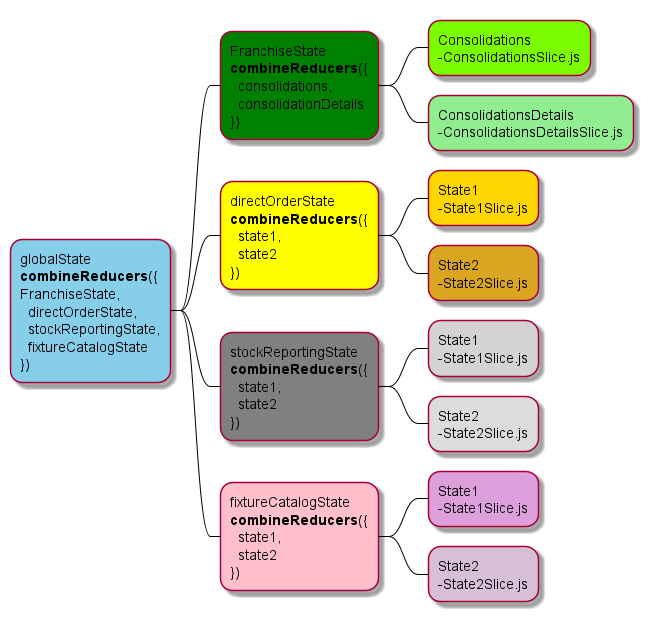 globalState
combineReducers({
FranchiseState,
directOrderState,
stockReportingState,
fixtureCatalogState
})
FranchiseState
combineReducers({
consolidations,
consolidationDetails
})
Consolidations
-ConsolidationsSlice.js
ConsolidationsDetails
-ConsolidationsDetailsSlice.js
directOrderState
combineReducers({
state1,
state2
})
State1
-State1Slice.js
State2
-State2Slice.js
stockReportingState
combineReducers({
state1,
state2
})
State1
-State1Slice.js
State2
-State2Slice.js
fixtureCatalogState
combineReducers({
state1,
state2
})
State1
-State1Slice.js
State2
-State2Slice.js